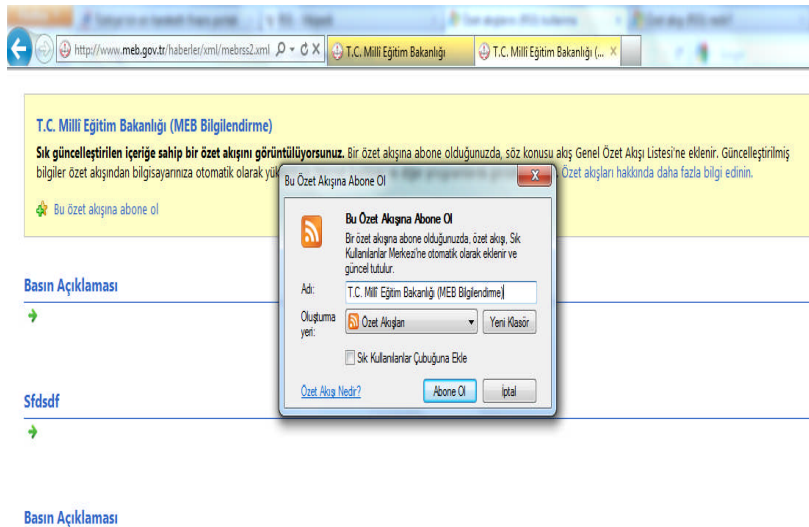 http://www.meb.gov.tr/haberler/xml/mebrss2.xml
T.C. Millî Eğitim Bakanlığı
T.C. Millî Eğitim Bakanlığı (...
T.C. Millî Eğitim Bakanlığı (MEB Bilgilendirme)
Sık güncelleştirilen içeriğe sahip bir özet akışını görüntülüyorsunuz. Bir özet akışına abone olduğunuzda, söz konusu akış Genel Özet Akışı Listesi'ne eklenir. Güncelleştirilmiş
bilgiler özet akışından bilgisayarınıza otomatik olarak yük
Özet akışları hakkında daha fazla bilgi edinin.
Bu özet akışına abone ol
Bu Özet Akışına Abone Ol
Bu Özet Akışına Abone Ol
Bir özet akışına abone olduğunuzda, özet akışı, Sık
Kullanılanlar Merkezi'ne otomatik olarak eklenir ve
güncel tutulur.
Adı:
T.C. Millî Eğitim Bakanlığı (MEB Bilgilendirme)
Oluşturma
yeri:
Özet Akışları
Yeni Klasör
Sık Kullanılanlar Çubuğuna Ekle
Özet Akışı Nedir?
Abone Ol
İptal
Basın Açıklaması
Sfdsdf
Basın Açıklaması